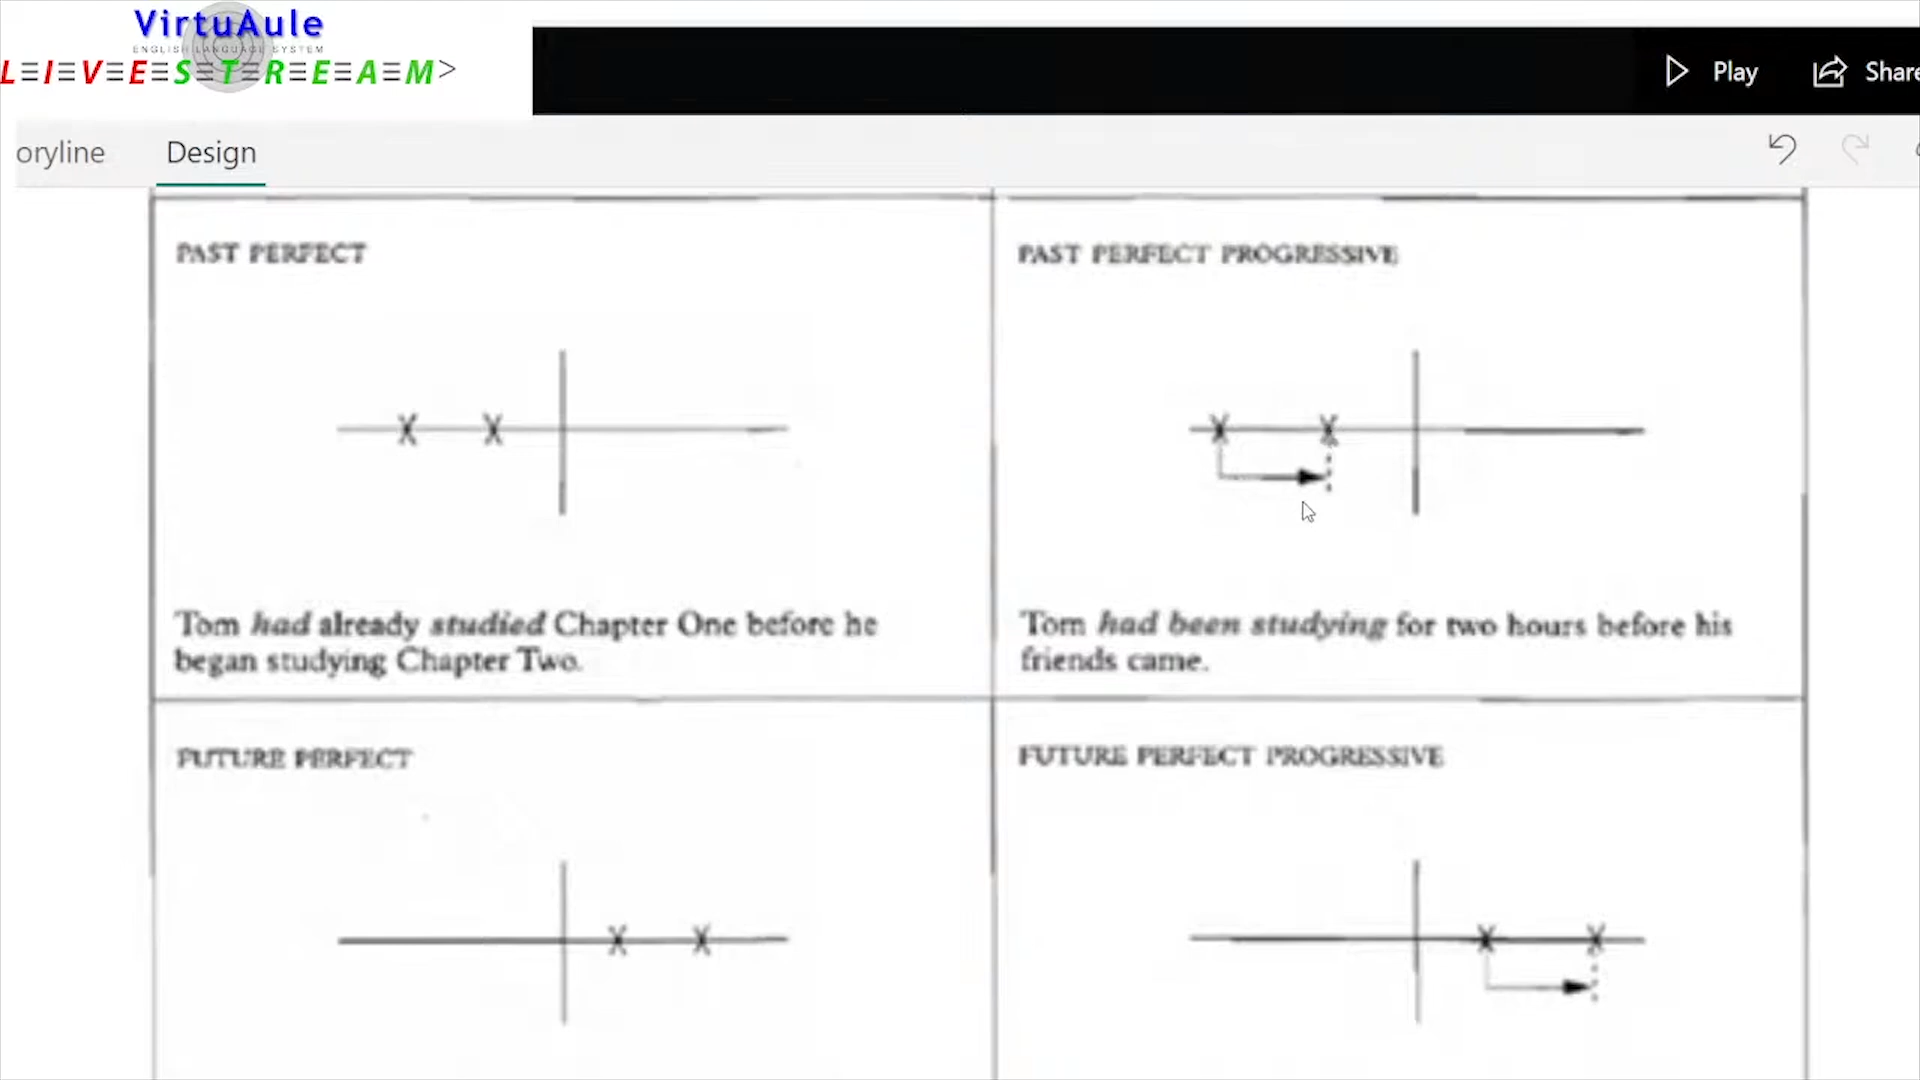 VirtuAule
ENGLISH LANGUAGE SYSTEM
L≡I≡V≡E≡S≡T≡R≡E≡A≡M>
Play
Share
oryline
Design
PAST PERFECT
PAST PERFECT PROGRESSIVE
X X
X X
Tom had already studied Chapter One before he
began studying Chapter Two.
Tom had been studying for two hours before his
friends came.
FUTURE PERFECT
FUTURE PERFECT PROGRESSIVE
X X
X X